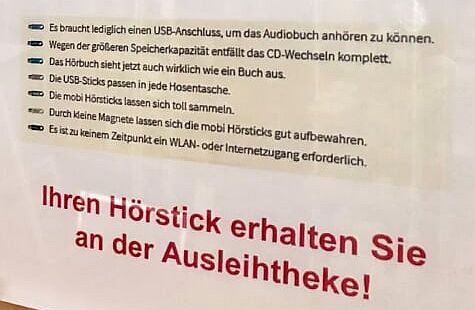 Es braucht lediglich einen USB-Anschluss, um das Audiobuch anhören zu können.
Wegen der größeren Speicherkapazität entfällt das CD-Wechseln komplett.
Das Hörbuch sieht jetzt auch wirklich wie ein Buch aus.
Die USB-Sticks passen in jede Hosentasche.
Die mobi Hörsticks lassen sich toll sammeln.
Durch kleine Magnete lassen sich die mobi Hörsticks gut aufbewahren.
Es ist zu keinem Zeitpunkt ein WLAN- oder Internetzugang erforderlich.
Ihren Hörstick erhalten Sie
an der Ausleihtheke!